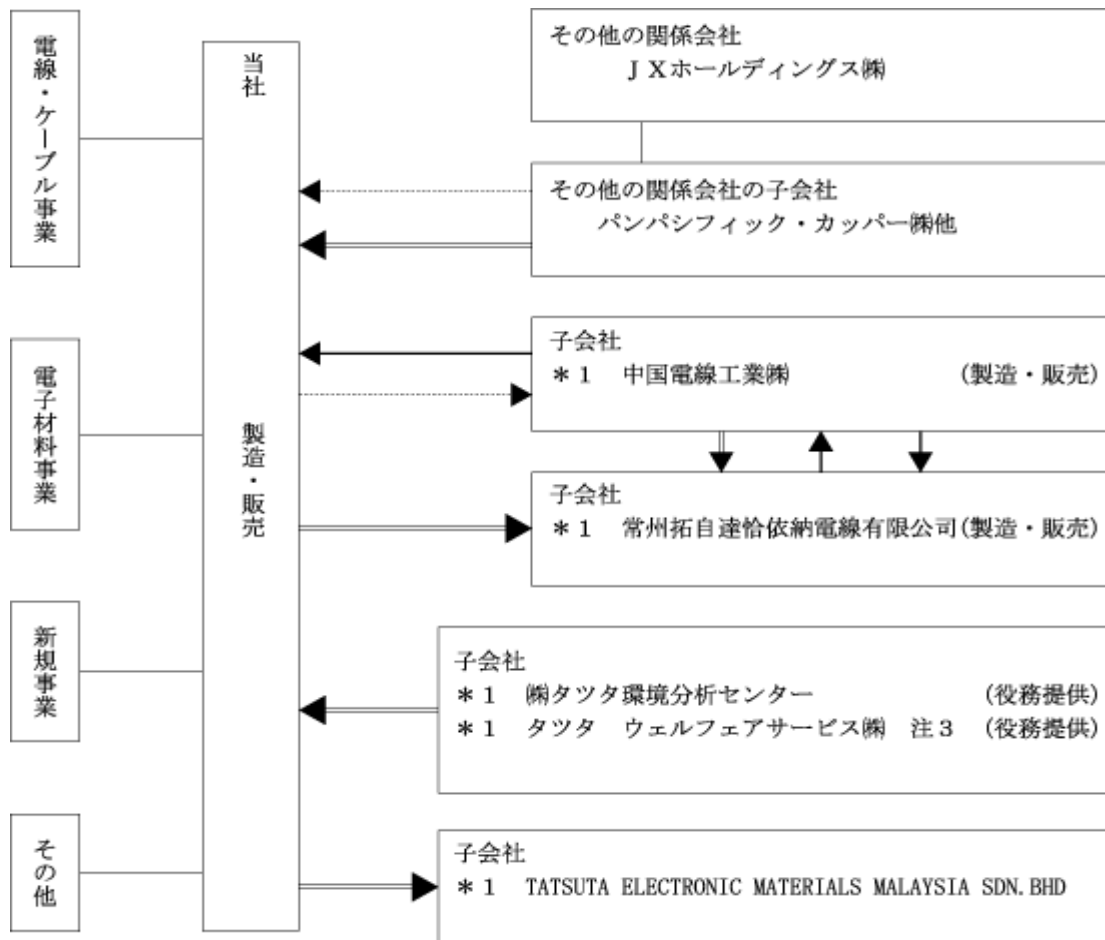 電線・ケーブル事業
電子材料事業
新規事業
その他
当社
製造・販売
その他の関係会社
ＪＸホールディングス㈱
その他の関係会社の子会社
パンパシフィック・カッパー㈱他
子会社
＊１　中国電線工業㈱　（製造・販売）
子会社
＊１　常州拓自達恰依納電線有限公司（製造・販売）
子会社
＊１　㈱タツタ環境分析センター　（役務提供）
＊１　タツタ　ウェルフェアサービス㈱　注３　（役務提供）
子会社
＊１　TATSUTA ELECTRONIC MATERIALS MALAYSIA SDN.BHD